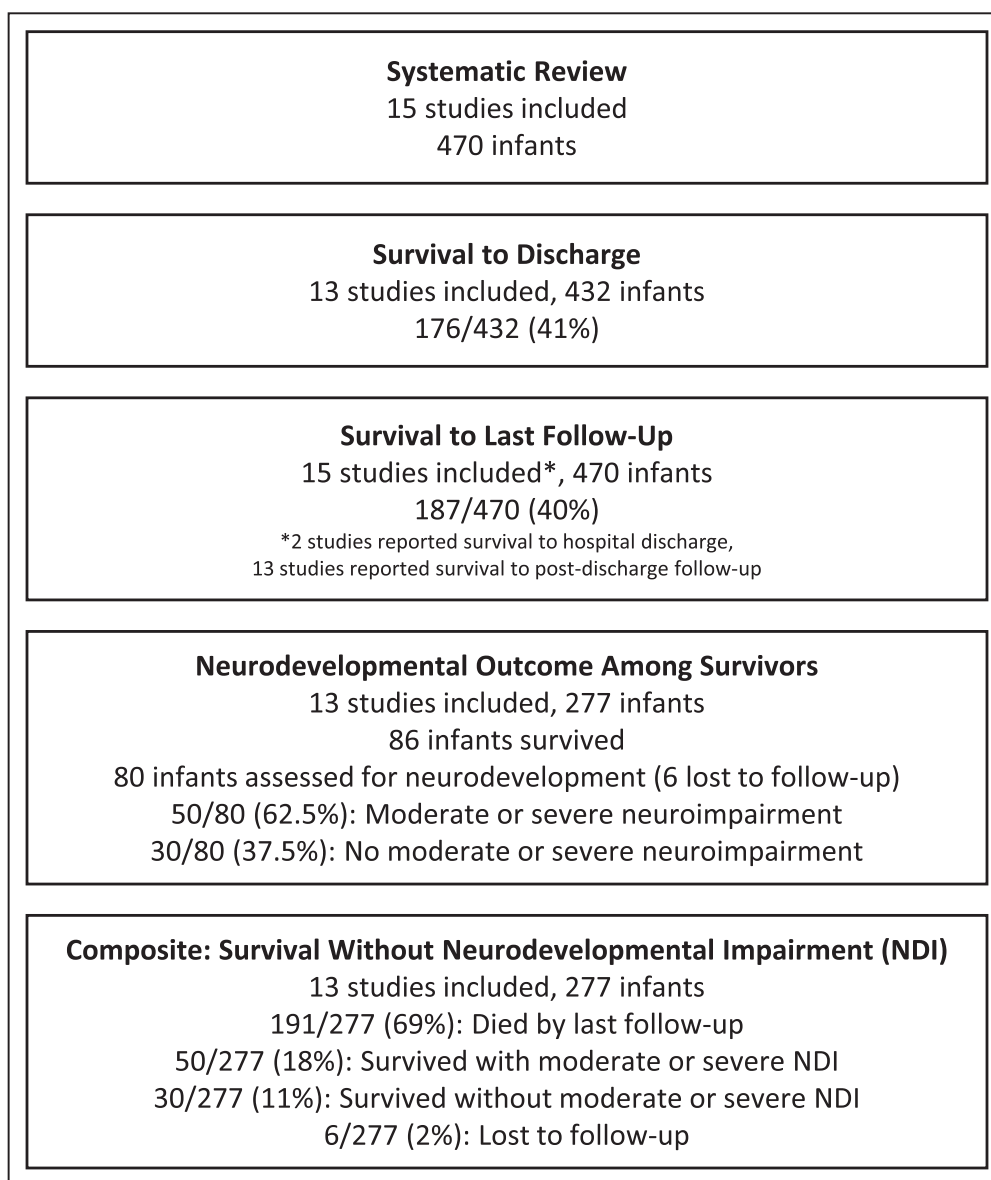 Systematic Review
15 studies included
470 infants
Survival to Discharge
13 studies included, 432 infants
176/432 (41%)
Survival to Last Follow-Up
15 studies included*, 470 infants
187/470 (40%)
*2 studies reported survival to hospital discharge,
13 studies reported survival to post-discharge follow-up
Neurodevelopmental Outcome Among Survivors
13 studies included, 277 infants
86 infants survived
80 infants assessed for neurodevelopment (6 lost to follow-up)
50/80 (62.5%): Moderate or severe neuroimpairment
30/80 (37.5%): No moderate or severe neuroimpairment
Composite: Survival Without Neurodevelopmental Impairment (NDI)
13 studies included, 277 infants
191/277 (69%): Died by last follow-up
50/277 (18%): Survived with moderate or severe NDI
30/277 (11%): Survived without moderate or severe NDI
6/277 (2%): Lost to follow-up